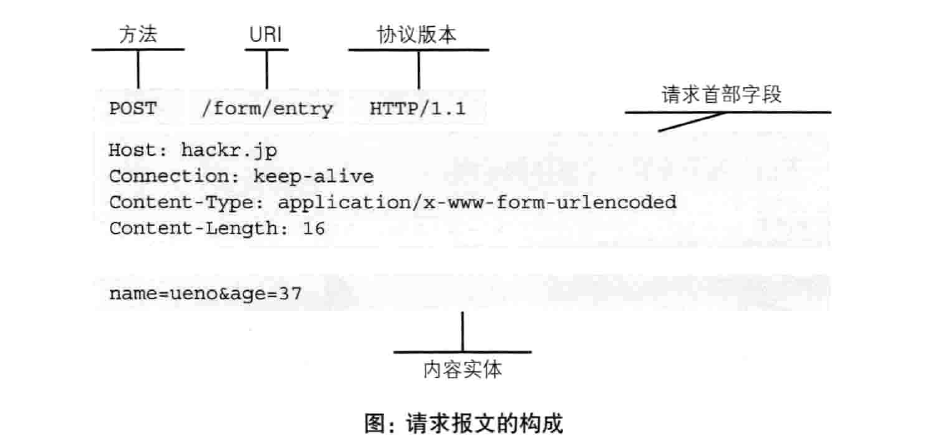 方法 URI 协议版本
请求首部字段
POST /form/entry HTTP/1.1
Host: hackr.jp
Connection: keep-alive
Content-Type: application/x-www-form-urlencoded
Content-Length: 16
name=ueno&age=37
内容实体
图：请求报文的构成